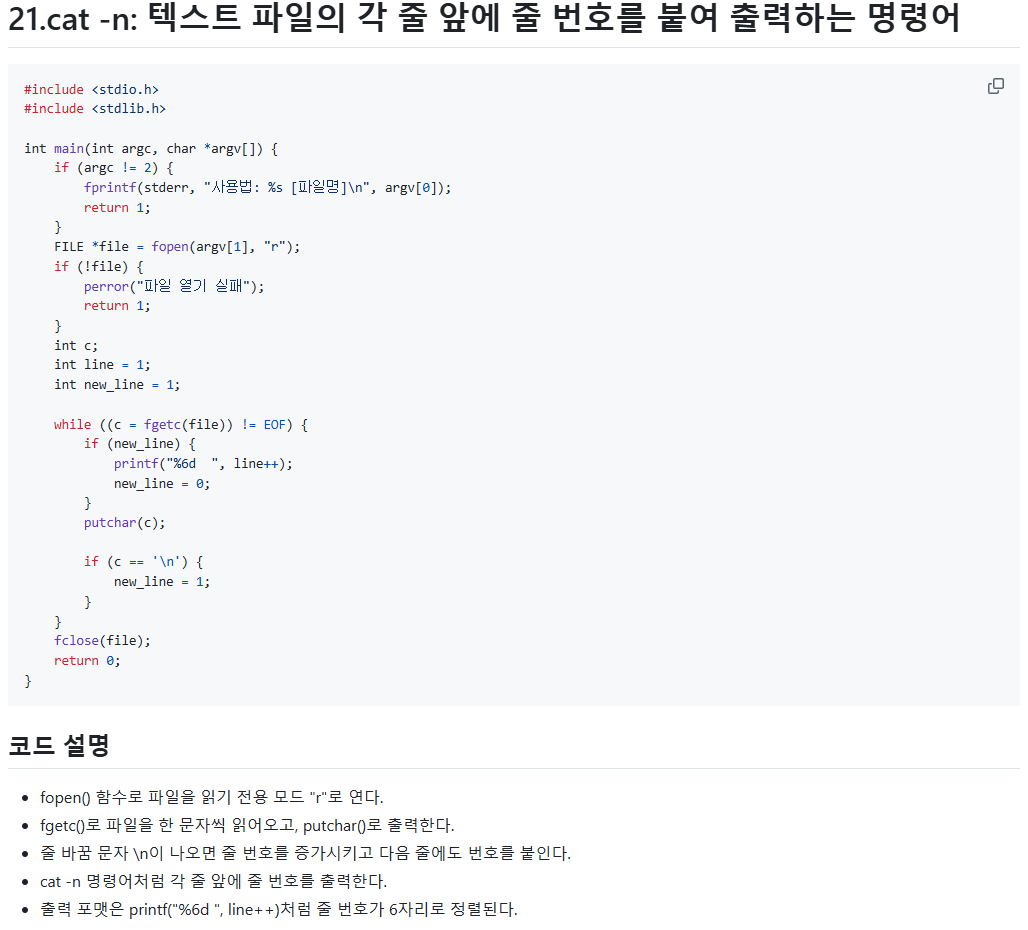 21.cat -n: 텍스트 파일의 각 줄 앞에 줄 번호를 붙여 출력하는 명령어
#include <stdio.h>
#include <stdlib.h>

int main(int argc, char *argv[]) {
    if (argc != 2) {
        fprintf(stderr, "사용법: %s [파일명]\n", argv[0]);
        return 1;
    }
    FILE *file = fopen(argv[1], "r");
    if (!file) {
        perror("파일 열기 실패");
        return 1;
    }
    int c;
    int line = 1;
    int new_line = 1;

    while ((c = fgetc(file)) != EOF) {
        if (new_line) {
            printf("%6d  ", line++);
            new_line = 0;
        }
        putchar(c);

        if (c == '\n') {
            new_line = 1;
        }
    }
    fclose(file);
    return 0;
}
코드 설명
• fopen() 함수로 파일을 읽기 전용 모드 "r"로 연다.
• fgetc()로 파일을 한 문자씩 읽어오고, putchar()로 출력한다.
• 줄 바꿈 문자 \n이 나오면 줄 번호를 증가시키고 다음 줄에도 번호를 붙인다.
• cat -n 명령어처럼 각 줄 앞에 줄 번호를 출력한다.
• 출력 포맷은 printf("%6d ", line++)처럼 줄 번호가 6자리로 정렬된다.